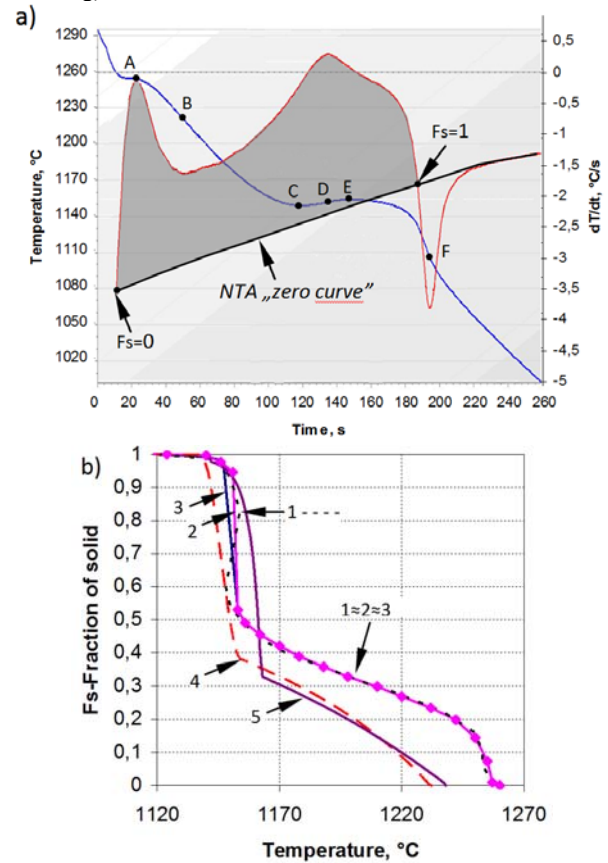 a)
1290
1260
1230
1200
1170
1140
1110
1080
1050
1020
Temperature, °C
0,5
0
-0,5
-1
-1,5
-2
-2,5
-3
-3,5
-4
-4,5
-5
dT/dt, °C/s
A
B
C
D
E
F
Fs=1
Fs=0
NTA „zero curve”
0 20 40 60 80 100 120 140 160 180 200 220 240 260
Time, s
b)
1
0,9
0,8
0,7
0,6
0,5
0,4
0,3
0,2
0,1
0
Fs-Fraction of solid
3
2
1
1≈2≈3
4
5
1120 1170 1220 1270
Temperature, °C